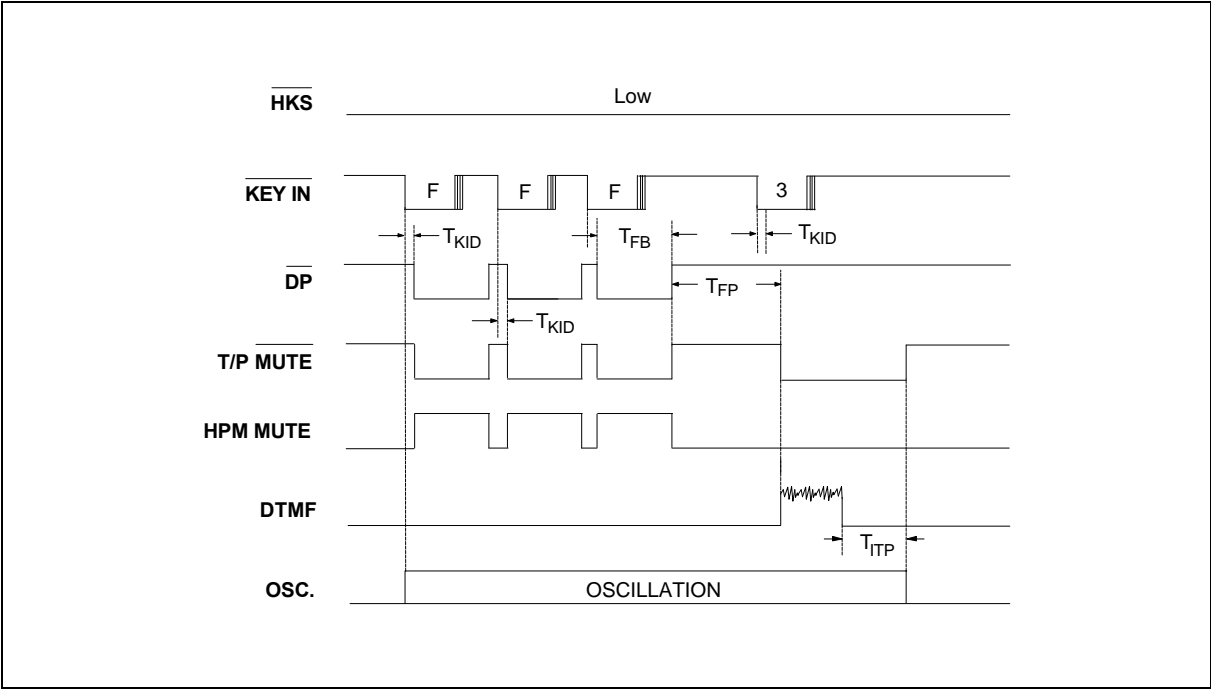 HKS
Low
KEY IN
F
F
F
3
TKID
TFB
TKID
DP
TFP
TKID
T/P MUTE
HPM MUTE
DTMF
TITP
OSC.
OSCILLATION